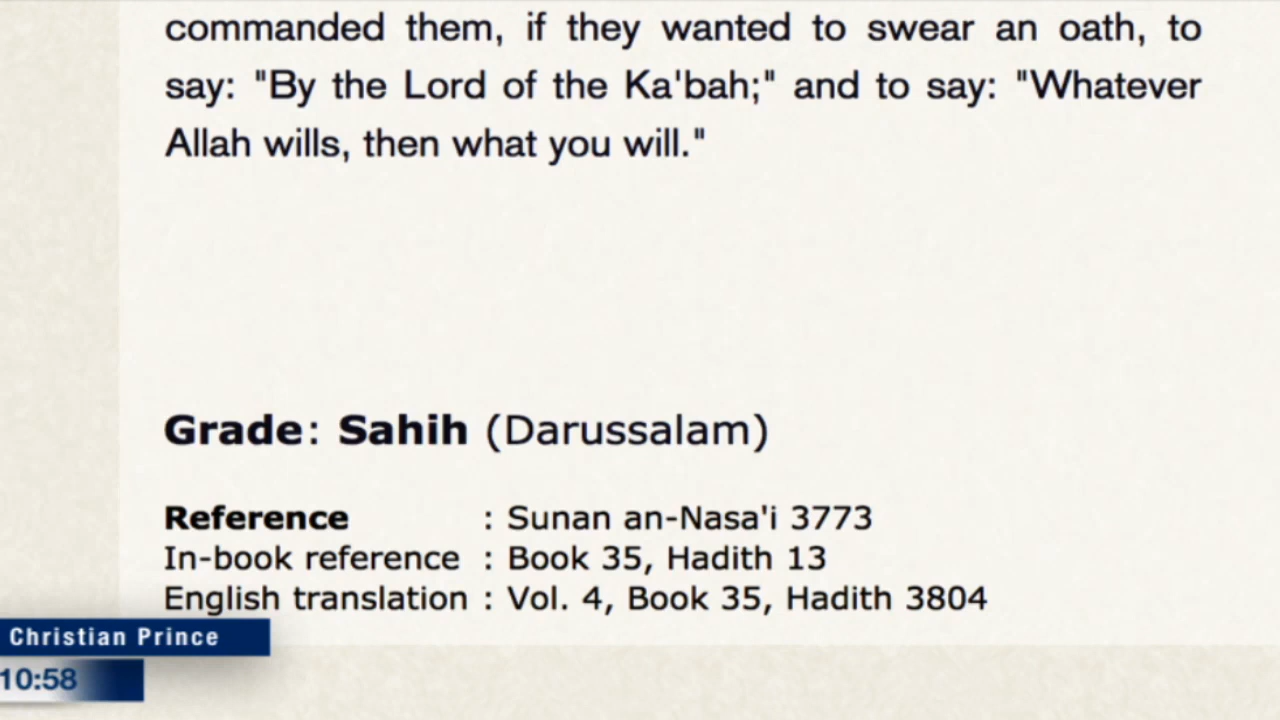 commanded them, if they wanted to swear an oath, to
say: "By the Lord of the Ka'bah;" and to say: "Whatever
Allah wills, then what you will."
Grade: Sahih (Darussalam)
Reference : Sunan an-Nasa'i 3773
In-book reference : Book 35, Hadith 13
English translation : Vol. 4, Book 35, Hadith 3804
Christian Prince
10:58